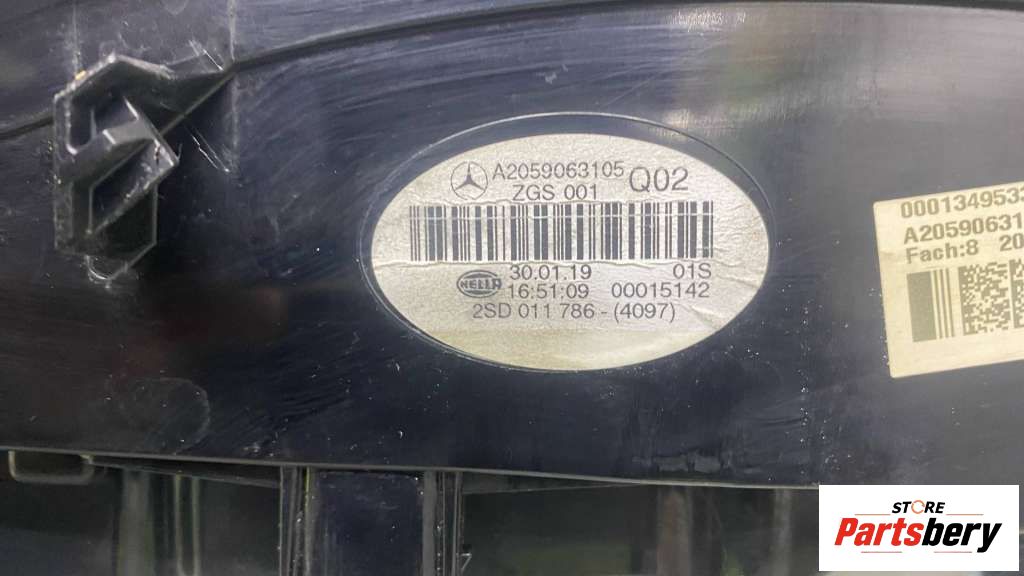 A2059063105 Q02
ZGS 001
30.01.19 01S
HELLA 16:51:09 00015142
2SD 011 786 - (4097)
000134953
A20590631
Fach:8 20
STORE
Partsbery